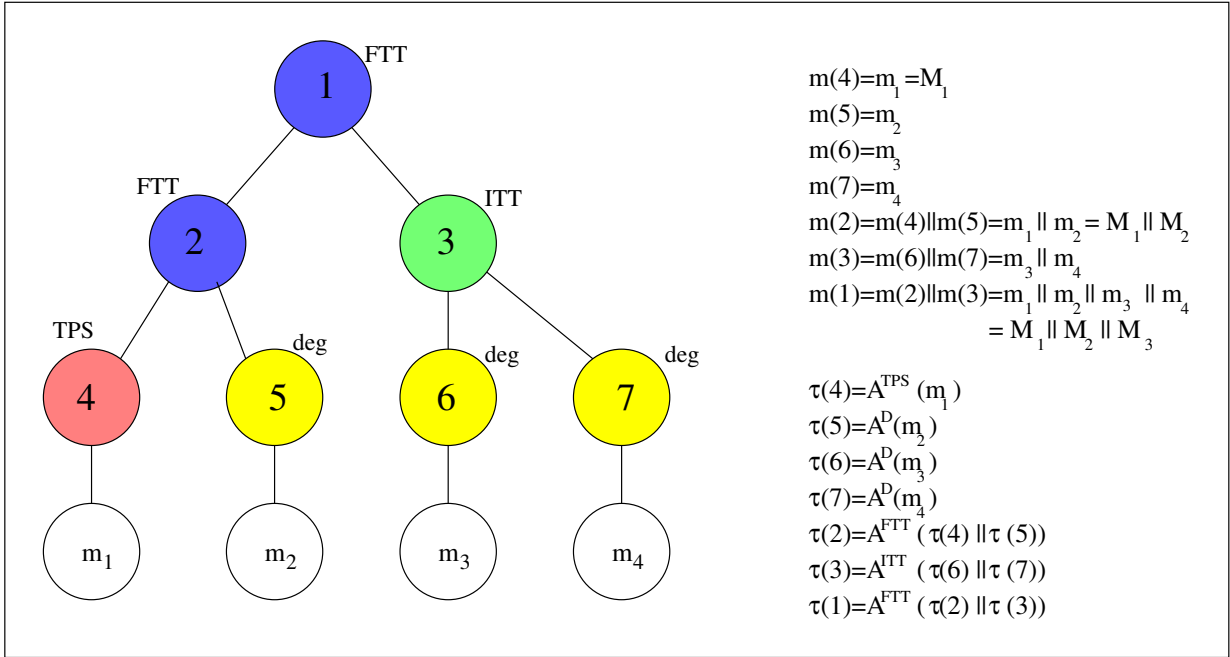 FTT
1
FTT
2
ITT
3
TPS
4
deg
5
deg
6
deg
7
m1
m2
m3
m4
m(4)=m1=M1
m(5)=m2
m(6)=m3
m(7)=m4
m(2)=m(4)||m(5)=m1|| m2= M1|| M2
m(3)=m(6)||m(7)=m3|| m4
m(1)=m(2)||m(3)=m1|| m2|| m3 || m4
= M1|| M2|| M3
τ(4)=A^TPS (m1)
τ(5)=A^D(m2)
τ(6)=A^D(m3)
τ(7)=A^D(m4)
τ(2)=A^FTT (τ(4) ||τ (5))
τ(3)=A^ITT (τ(6) ||τ (7))
τ(1)=A^FTT (τ(2) ||τ (3))